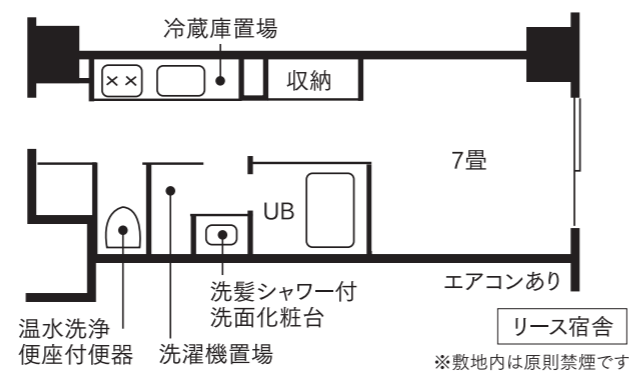 冷蔵庫置場
収納
7畳
UB
エアコンあり
洗髪シャワー付
洗面化粧台
温水洗浄
便座付便器
洗濯機置場
リース宿舎
※敷地内は原則禁煙です